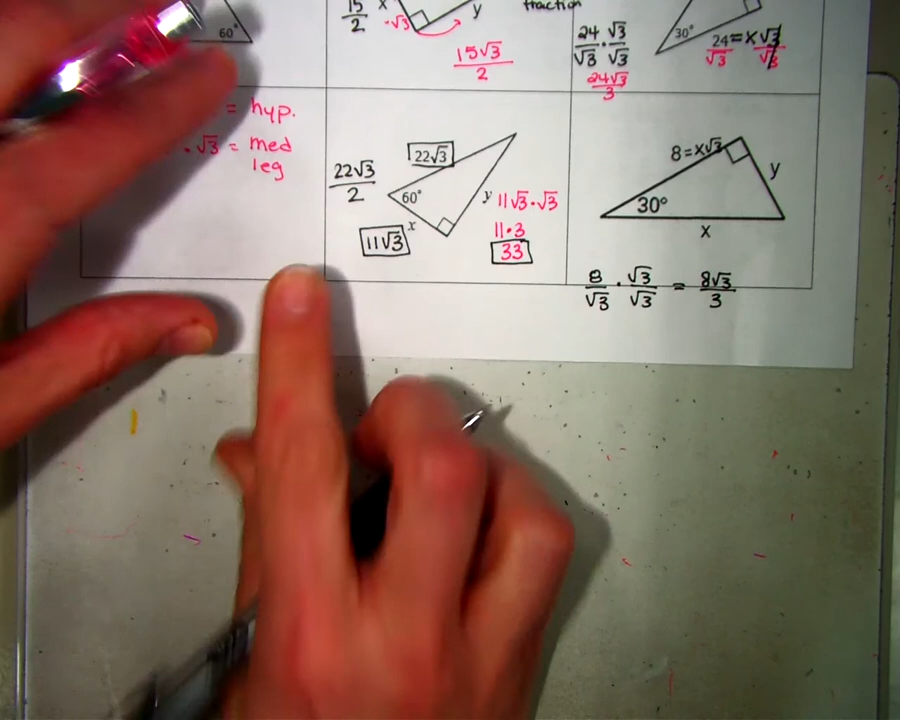 60°
15/2 x
·√3
y
15√3/2
fraction
24/√3 · √3/√3
24√3/3
30°
24 = x√3
√3 √3
= hyp.
· √3 = med
leg
22√3/2
22√3
60°
x
11√3
y
11√3·√3
11·3
33
8=x√3
y
30°
x
8/√3 · √3/√3 = 8√3/3